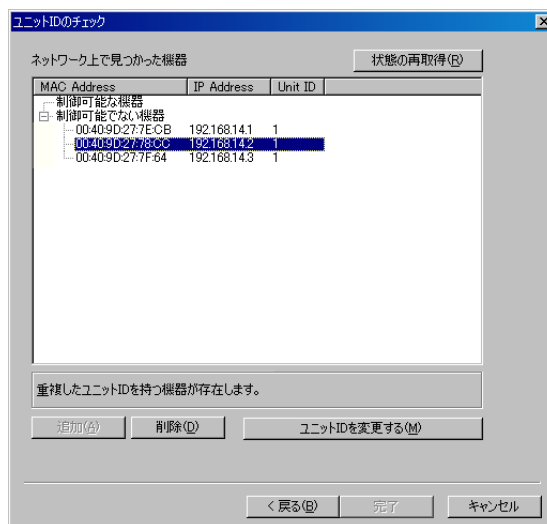 ユニットIDのチェック
ネットワーク上で見つかった機器
状態の再取得(R)
MAC Address IP Address Unit ID
制御可能な機器
制御可能でない機器
00:40:9D:27:7E:CB 192.168.14.1 1
00:40:9D:27:78:CC 192.168.14.2 1
00:40:9D:27:7F:64 192.168.14.3 1
重複したユニットIDを持つ機器が存在します。
追加(A) 削除(D) ユニットIDを変更する(M)
< 戻る(B) 完了 キャンセル